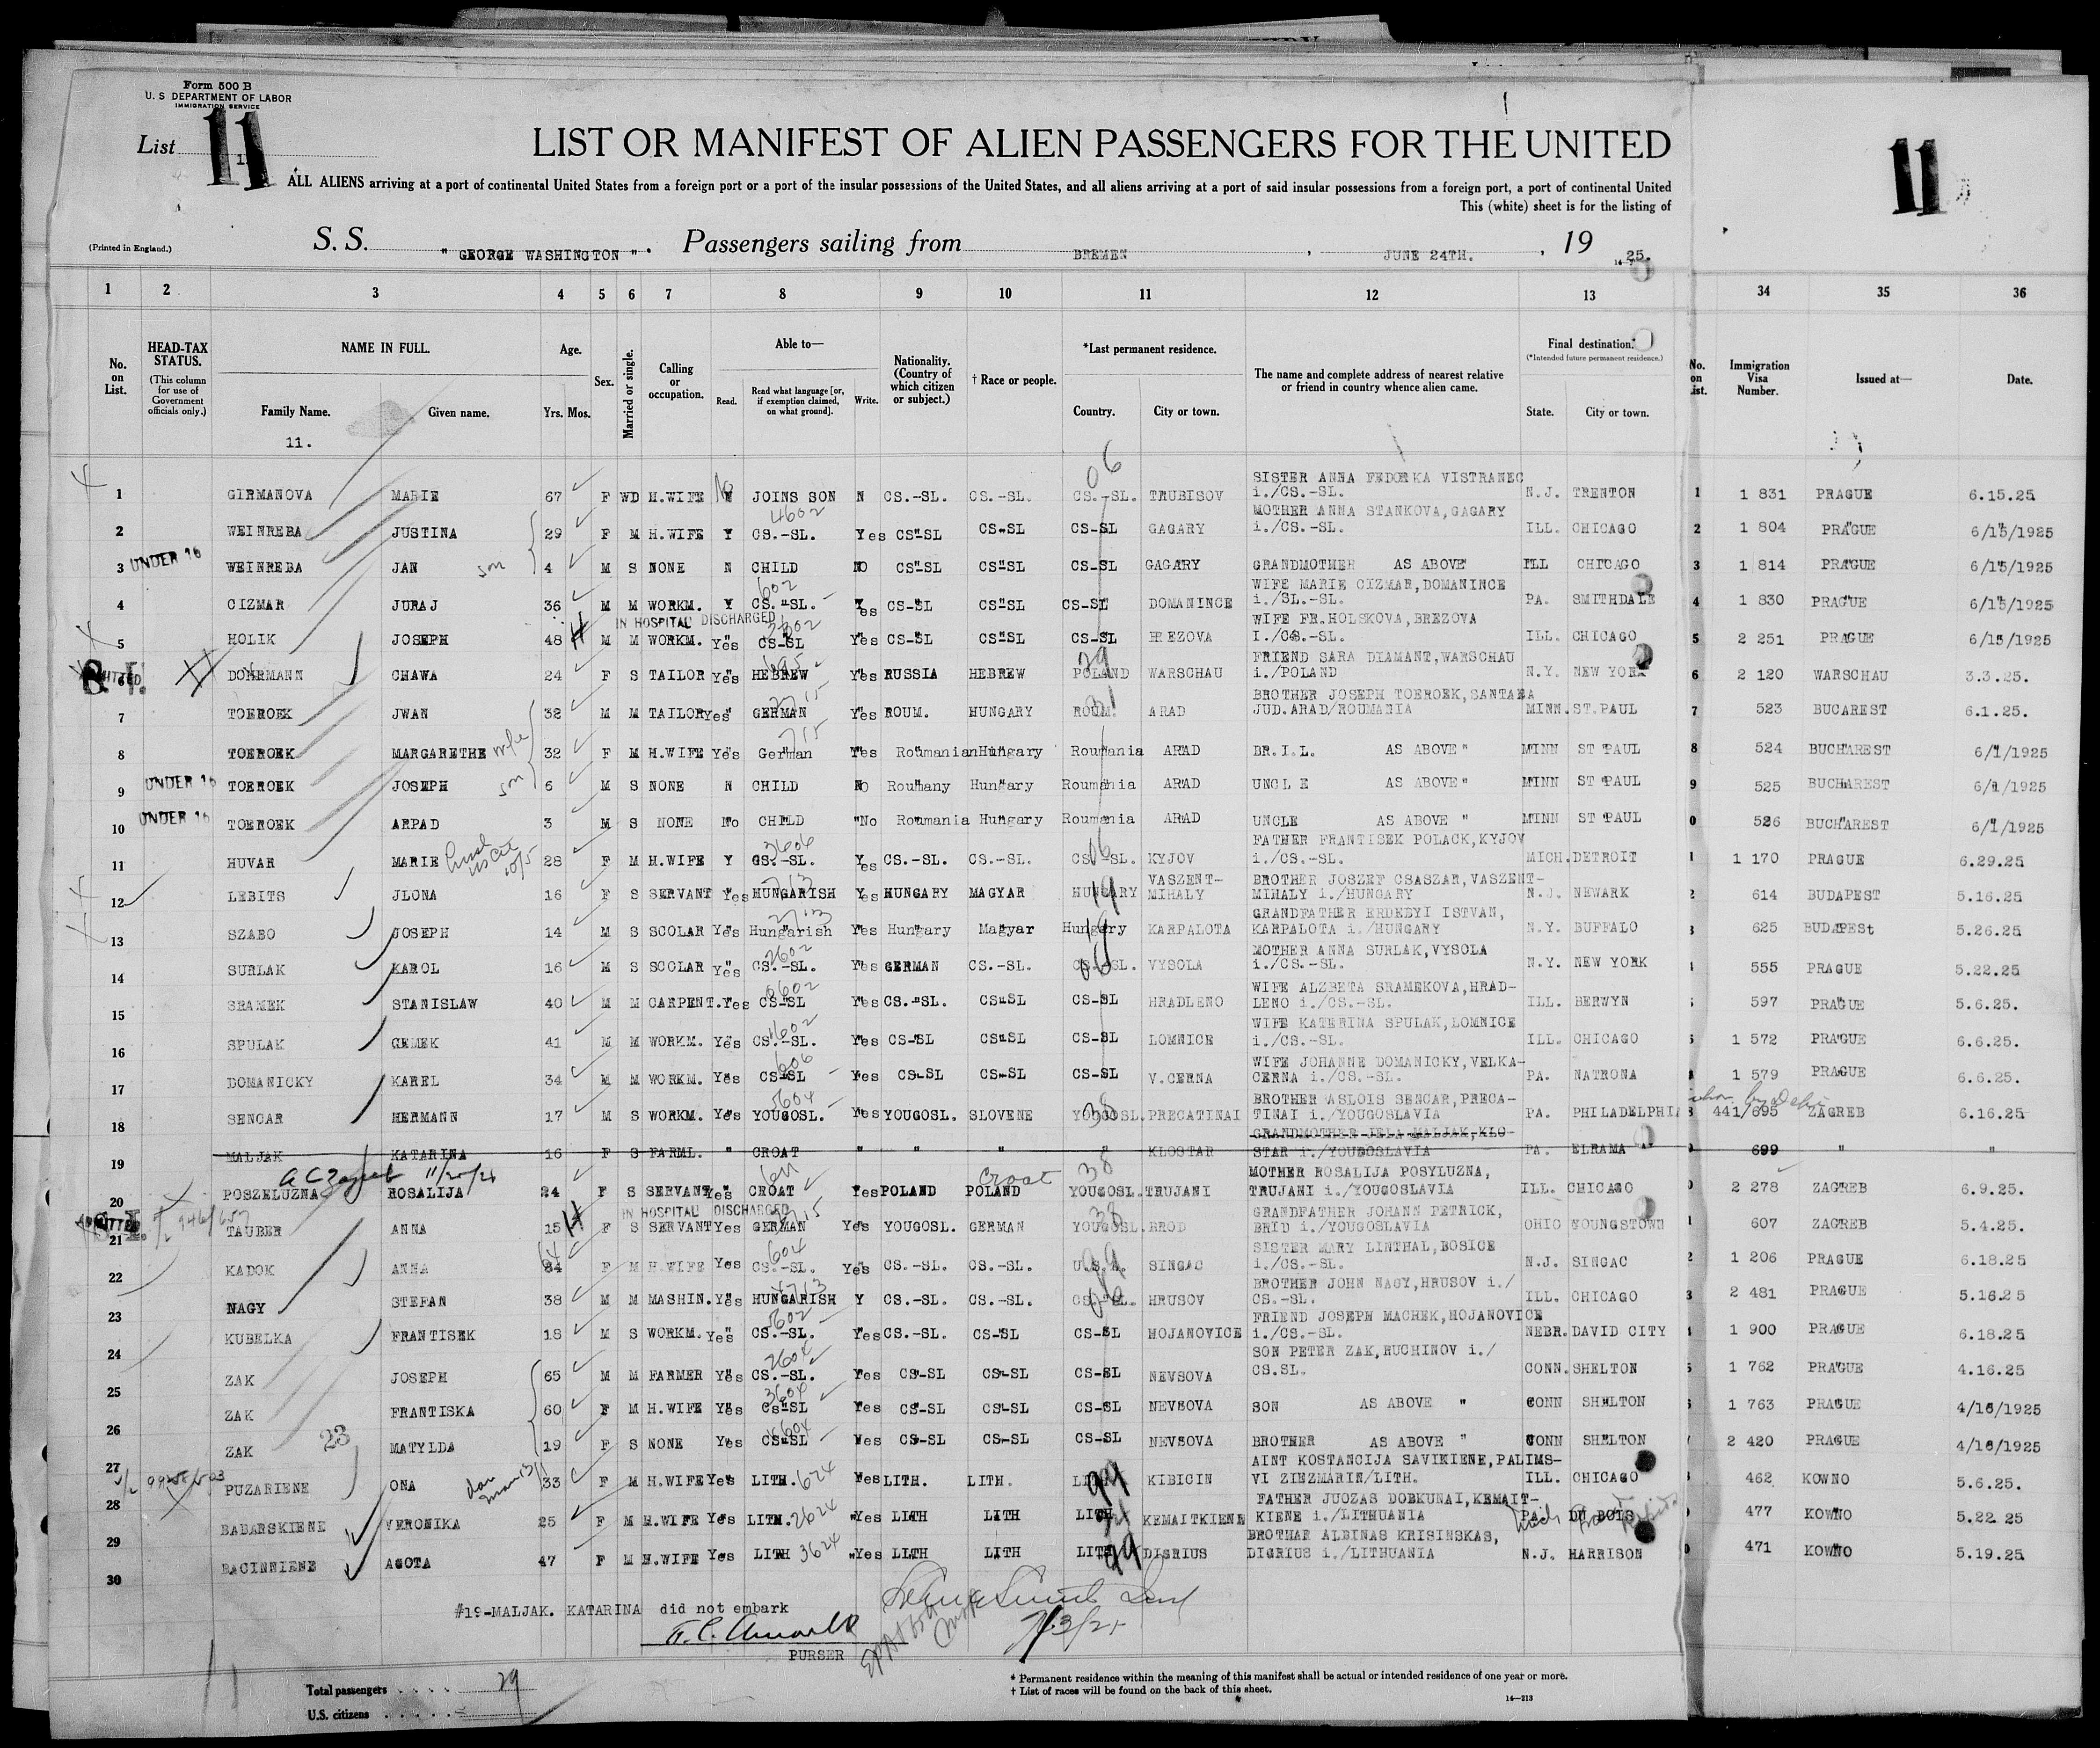 Form 500 B
U. S DEPARTMENT OF LABOR
IMMIGRATION SERVICE
List 11
LIST OR MANIFEST OF ALIEN PASSENGERS FOR THE UNITED
11
ALL ALIENS arriving at a port of continental United States from a foreign port or a port of the insular possessions of the United States, and all aliens arriving at a port of said insular possessions from a foreign port, a port of continental United
This (white) sheet is for the listing of
(Printed in England.)
S. S. " GEORGE WASHINGTON " Passengers sailing from BREMEN , JUNE 24TH. , 19 25.
1 2 3 4 5 6 7 8 9 10 11 12 13 34 35 36
No. on List.
HEAD-TAX STATUS.
(This column for use of Government officials only.)
NAME IN FULL.
Family Name. Given name.
Age.
Yrs. Mos.
Sex.
Married or single.
Calling or occupation.
Able to—
Read. Read what language [or, if exemption claimed, on what ground]. Write.
Nationality. (Country of which citizen or subject.)
† Race or people.
*Last permanent residence.
Country. City or town.
The name and complete address of nearest relative or friend in country whence alien came.
Final destination.
(*Intended future permanent residence.)
State. City or town.
No. on List.
Immigration Visa Number.
Issued at—
Date.
11.
1 GIRMANOVA MARIE 67 F WD H.WIFE N JOINS SON N CS.-SL. CS.-SL. CS.-SL. TRUBISOV SISTER ANNA FEDORKA VISTRANEC i./CS.-SL. N.J. TRENTON 1 1 831 PRAGUE 6.15.25
2 WEINREBA JUSTINA 29 F M H.WIFE Y CS.-SL. Yes CS-SL CS-SL CS-SL GAGARY MOTHER ANNA STANKOVA,GAGARY i./CS.-SL. ILL. CHICAGO 2 1 804 PRAGUE 6/15/1925
3 UNDER 16 WEINREBA JAN son 4 M S NONE N CHILD NO CS-SL CS-SL CS-SL GAGARY GRANDMOTHER AS ABOVE ILL CHICAGO 3 1 814 PRAGUE 6/15/1925
4 CIZMAR JURAJ 36 M M WORKM. Y CS.-SL. Yes CS-SL CS-SL CS-SL DOMANINCE WIFE MARIE CIZMAR,DOMANINCE i./SL.-SL. PA. SMITHDALE 4 1 830 PRAGUE 6/15/1925
IN HOSPITAL DISCHARGED
5 HOLIK JOSEPH 48 M M WORKM. Yes CS-SL Yes CS-SL CS-SL CS-SL BREZOVA WIFE FR.HOLSKOVA,BREZOVA I./CS.-SL. ILL. CHICAGO 5 2 251 PRAGUE 6/15/1925
6 ADMITTED DOHRMANN CHAWA 24 F S TAILOR Yes HEBREW Yes RUSSIA HEBREW POLAND WARSCHAU FRIEND SARA DIAMANT,WARSCHAU i./POLAND N.Y. NEW YORK 6 2 120 WARSCHAU 3.3.25.
7 TOEROEK JWAN 38 M M TAILOR Yes GERMAN Yes ROUM. HUNGARY ROUM. ARAD BROTHER JOSEPH TOEROEK,SANTANA JUD.ARAD/ROUMANIA MINN. ST.PAUL 7 523 BUCAREST 6.1.25.
8 TOEROEK MARGARETHE wife 32 F M H.WIFE Yes German Yes Roumanian Hungary Roumania ARAD BR.I.L. AS ABOVE " MINN ST PAUL 8 524 BUCHAREST 6/1/1925
9 UNDER 16 TOEROEK JOSEPH son 6 M S NONE N CHILD NO Roumany Hungary Roumania ARAD UNCLE AS ABOVE " MINN ST PAUL 9 525 BUCHAREST 6/1/1925
10 UNDER 16 TOEROEK ARPAD 3 M S NONE No CHILD No Roumania Hungary Roumania ARAD UNCLE AS ABOVE " MINN ST PAUL 0 526 BUCHAREST 6/1/1925
11 HUVAR MARIE 28 F M H.WIFE Y CS.-SL. Yes CS.-SL. CS.-SL. CS.-SL. KYJOV FATHER FRANTISEK POLACK,KYJOV i./CS.-SL. MICH. DETROIT 1 1 170 PRAGUE 6.29.25
12 LEBITS JLONA 16 F S SERVANT Yes HUNGARISH Yes HUNGARY MAGYAR HUNGARY VASZENT-MIHALY BROTHER JOSZEF CSASZAR,VASZENT-MIHALY i./HUNGARY N.J. NEWARK 2 614 BUDAPEST 5.16.25
13 SZABO JOSEPH 14 M S SCOLAR Yes Hungarish Yes Hungary Magyar Hungary KARPALOTA GRANDFATHER ERDEDYI ISTVAN, KARPALOTA i./HUNGARY N.Y. BUFFALO 3 625 BUDAPESt 5.26.25
14 SURLAK KAROL 16 M S SCOLAR Yes CS.-SL. Yes GERMAN CS.-SL. CS.-SL. VYSOLA MOTHER ANNA SURLAK,VYSOLA i./CS.-SL. N.Y. NEW YORK 555 PRAGUE 5.22.25
15 SRAMEK STANISLAW 40 M M CARPENT. Yes CS-SL Yes CS.-SL. CS-SL CS-SL HRADLENO WIFE ALZBETA SRAMEKOVA,HRAD-LENO i./CS.-SL. ILL. BERWYN 597 PRAGUE 5.6.25.
16 SPULAK CEMEK 41 M M WORKM. Yes CS.-SL. Yes CS-SL CS-SL CS-SL LOMNICE WIFE KATERINA SPULAK,LOMNICE i./CS.-SL. ILL. CHICAGO 1 572 PRAGUE 6.6.25.
17 DOMANICKY KAREL 34 M M WORKM. Yes CS-SL Yes CS-SL CS-SL CS-SL V.CERNA WIFE JOHANNE DOMANICKY,VELKA-CERNA i./CS.-SL. PA. NATRONA 1 579 PRAGUE 6.6.25.
18 SENCAR HERMANN 17 M S WORKM. Yes YOUGOSL. Yes YOUGOSL. SLOVENE YOUGOSL. PRECATINAI BROTHER ASLOIS SENCAR,PRECA-TINAI i./YOUGOSLAVIA PA. PHILADELPHI 441/695 ZAGREB 6.16.25
19 MALJAK KATARINA 16 F S FARML. " CROAT " " " " KLOSTAR GRANDMOTHER JELA MALJAK,KLO-STAR i./YOUGOSLAVIA PA. ELRAMA 699 " "
20 POSZELUZNA ROSALIJA 24 F S SERVANT Yes CROAT Yes POLAND POLAND Croat YOUGOSL. TRUJANI MOTHER ROSALIJA POSYLUZNA, TRUJANI i./YOUGOSLAVIA ILL. CHICAGO 2 278 ZAGREB 6.9.25.
IN HOSPITAL DISCHARGED
21 ADMITTED TAUBER ANNA 15 F S SERVANT Yes GERMAN Yes YOUGOSL. GERMAN YOUGOSL. BROD GRANDFATHER JOHANN PETRICK, BRID i./YOUGOSLAVIA OHIO YOUNGSTOWN 607 ZAGREB 5.4.25.
22 KADOK ANNA 34 F M H.WIFE Yes CS.-SL. Yes CS.-SL. CS.-SL. U.S.A. SINGAC SISTER MARY LINTHAL,BOSICE i./CS.-SL. N.J. SINGAC 2 1 206 PRAGUE 6.18.25
23 NAGY STEFAN 38 M M MASHIN. Yes HUNGARISH Y CS.-SL. CS.-SL. CS.-SL. HRUSOV BROTHER JOHN NAGY,HRUSOV i./CS.-SL. ILL. CHICAGO 3 2 481 PRAGUE 5.16.25
24 KUBELKA FRANTISEK 18 M S WORKM. Yes CS.-SL. Yes CS.-SL. CS-SL CS-SL HOJANOVICE FRIEND JOSEPH MACHEK,HOJANOVICE i./CS.-SL. NEBR. DAVID CITY 1 900 PRAGUE 6.18.25
25 ZAK JOSEPH 65 M M FARMER Yes CS.-SL. Yes CS-SL CS-SL CS-SL NEVSOVA SON PETER ZAK,RUCHINOV i./CS.SL. CONN. SHELTON 1 762 PRAGUE 4.16.25
26 ZAK FRANTISKA 60 F M H.WIFE Yes CS-SL Yes CS-SL CS-SL CS-SL NEVSOVA SON AS ABOVE " CONN SHELTON 1 763 PRAGUE 4/16/1925
27 ZAK MATYLDA 19 F S NONE Yes CS-SL Yes CS-SL CS-SL CS-SL NEVSOVA BROTHER AS ABOVE " CONN SHELTON 2 420 PRAGUE 4/16/1925
28 PUZARIENE ONA 33 F M H.WIFE Yes LITH. 624 Yes LITH. LITH. LITH KIBICIN AINT KOSTANCIJA SAVIKIENE,PALIMS-VI ZINZMARIN/LITH. ILL. CHICAGO 462 KOWNO 5.6.25.
29 BABARSKIENE VERONIKA 25 F M H.WIFE Yes LITH. 2624 Yes LITH LITH LITH KEMAITKIENE FATHER JUOZAS DOBKUNAI,KEMAIT-KIENE i./LITHUANIA PA. DU BOIS 477 KOWNO 5.22 25
30 BACINNIENE AGOTA 47 F M H.WIFE Yes LITH 3624 Yes LITH LITH LITH DIGRIUS BROTHAR ALBINAS KRISINSKAS, DIGRIUS i./LITHUANIA N.J. HARRISON 471 KOWNO 5.19.25
#19-MALJAK. KATARINA did not embark
PURSER
Total passengers . . . . 29
U.S. citizens . . . . .
* Permanent residence within the meaning of this manifest shall be actual or intended residence of one year or more.
† List of races will be found on the back of this sheet.
14—213